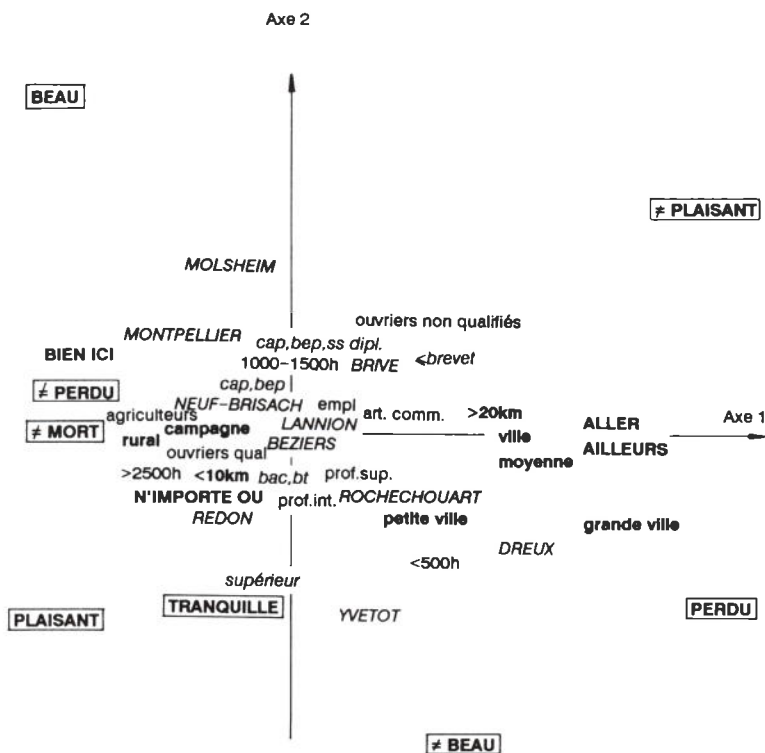 Axe 2
BEAU
≠ PLAISANT
MOLSHEIM
ouvriers non qualifiés
MONTPELLIER
cap,bep,ss dipl.
BIEN ICI
1000-1500h BRIVE
<brevet
cap,bep
≠ PERDU
NEUF-BRISACH empl
agriculteurs
art. comm.
>20km
ALLER
Axe 1
≠ MORT
campagne
LANNION
rural
BEZIERS
ville
AILLEURS
ouvriers qual
moyenne
>2500h <10km bac,bt prof.sup.
N'IMPORTE OU prof.int. ROCHECHOUART
REDON
petite ville
grande ville
DREUX
<500h
supérieur
TRANQUILLE
PLAISANT
YVETOT
PERDU
≠ BEAU